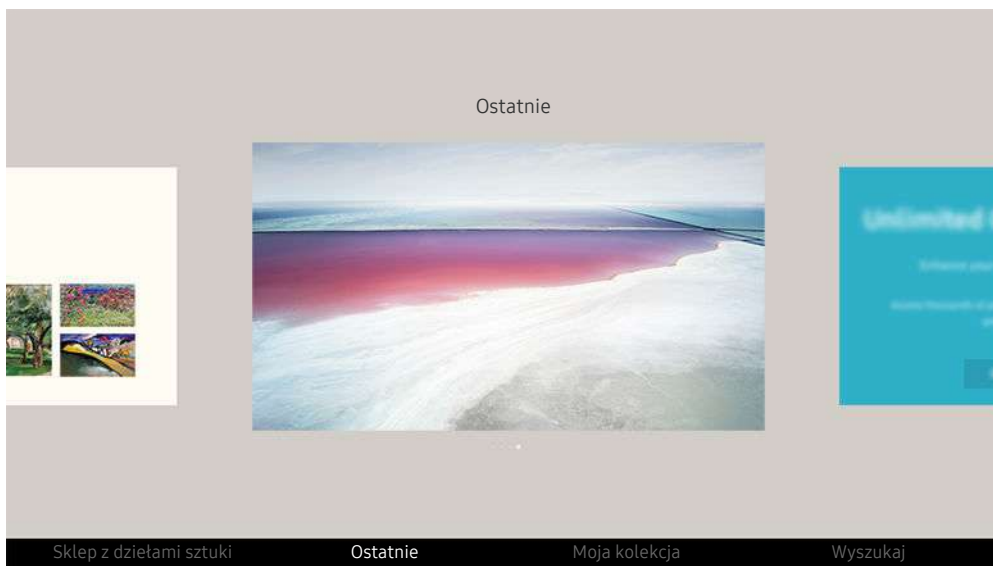 Ostatnie
Unlimited
Sklep z dziełami sztuki
Ostatnie
Moja kolekcja
Wyszukaj